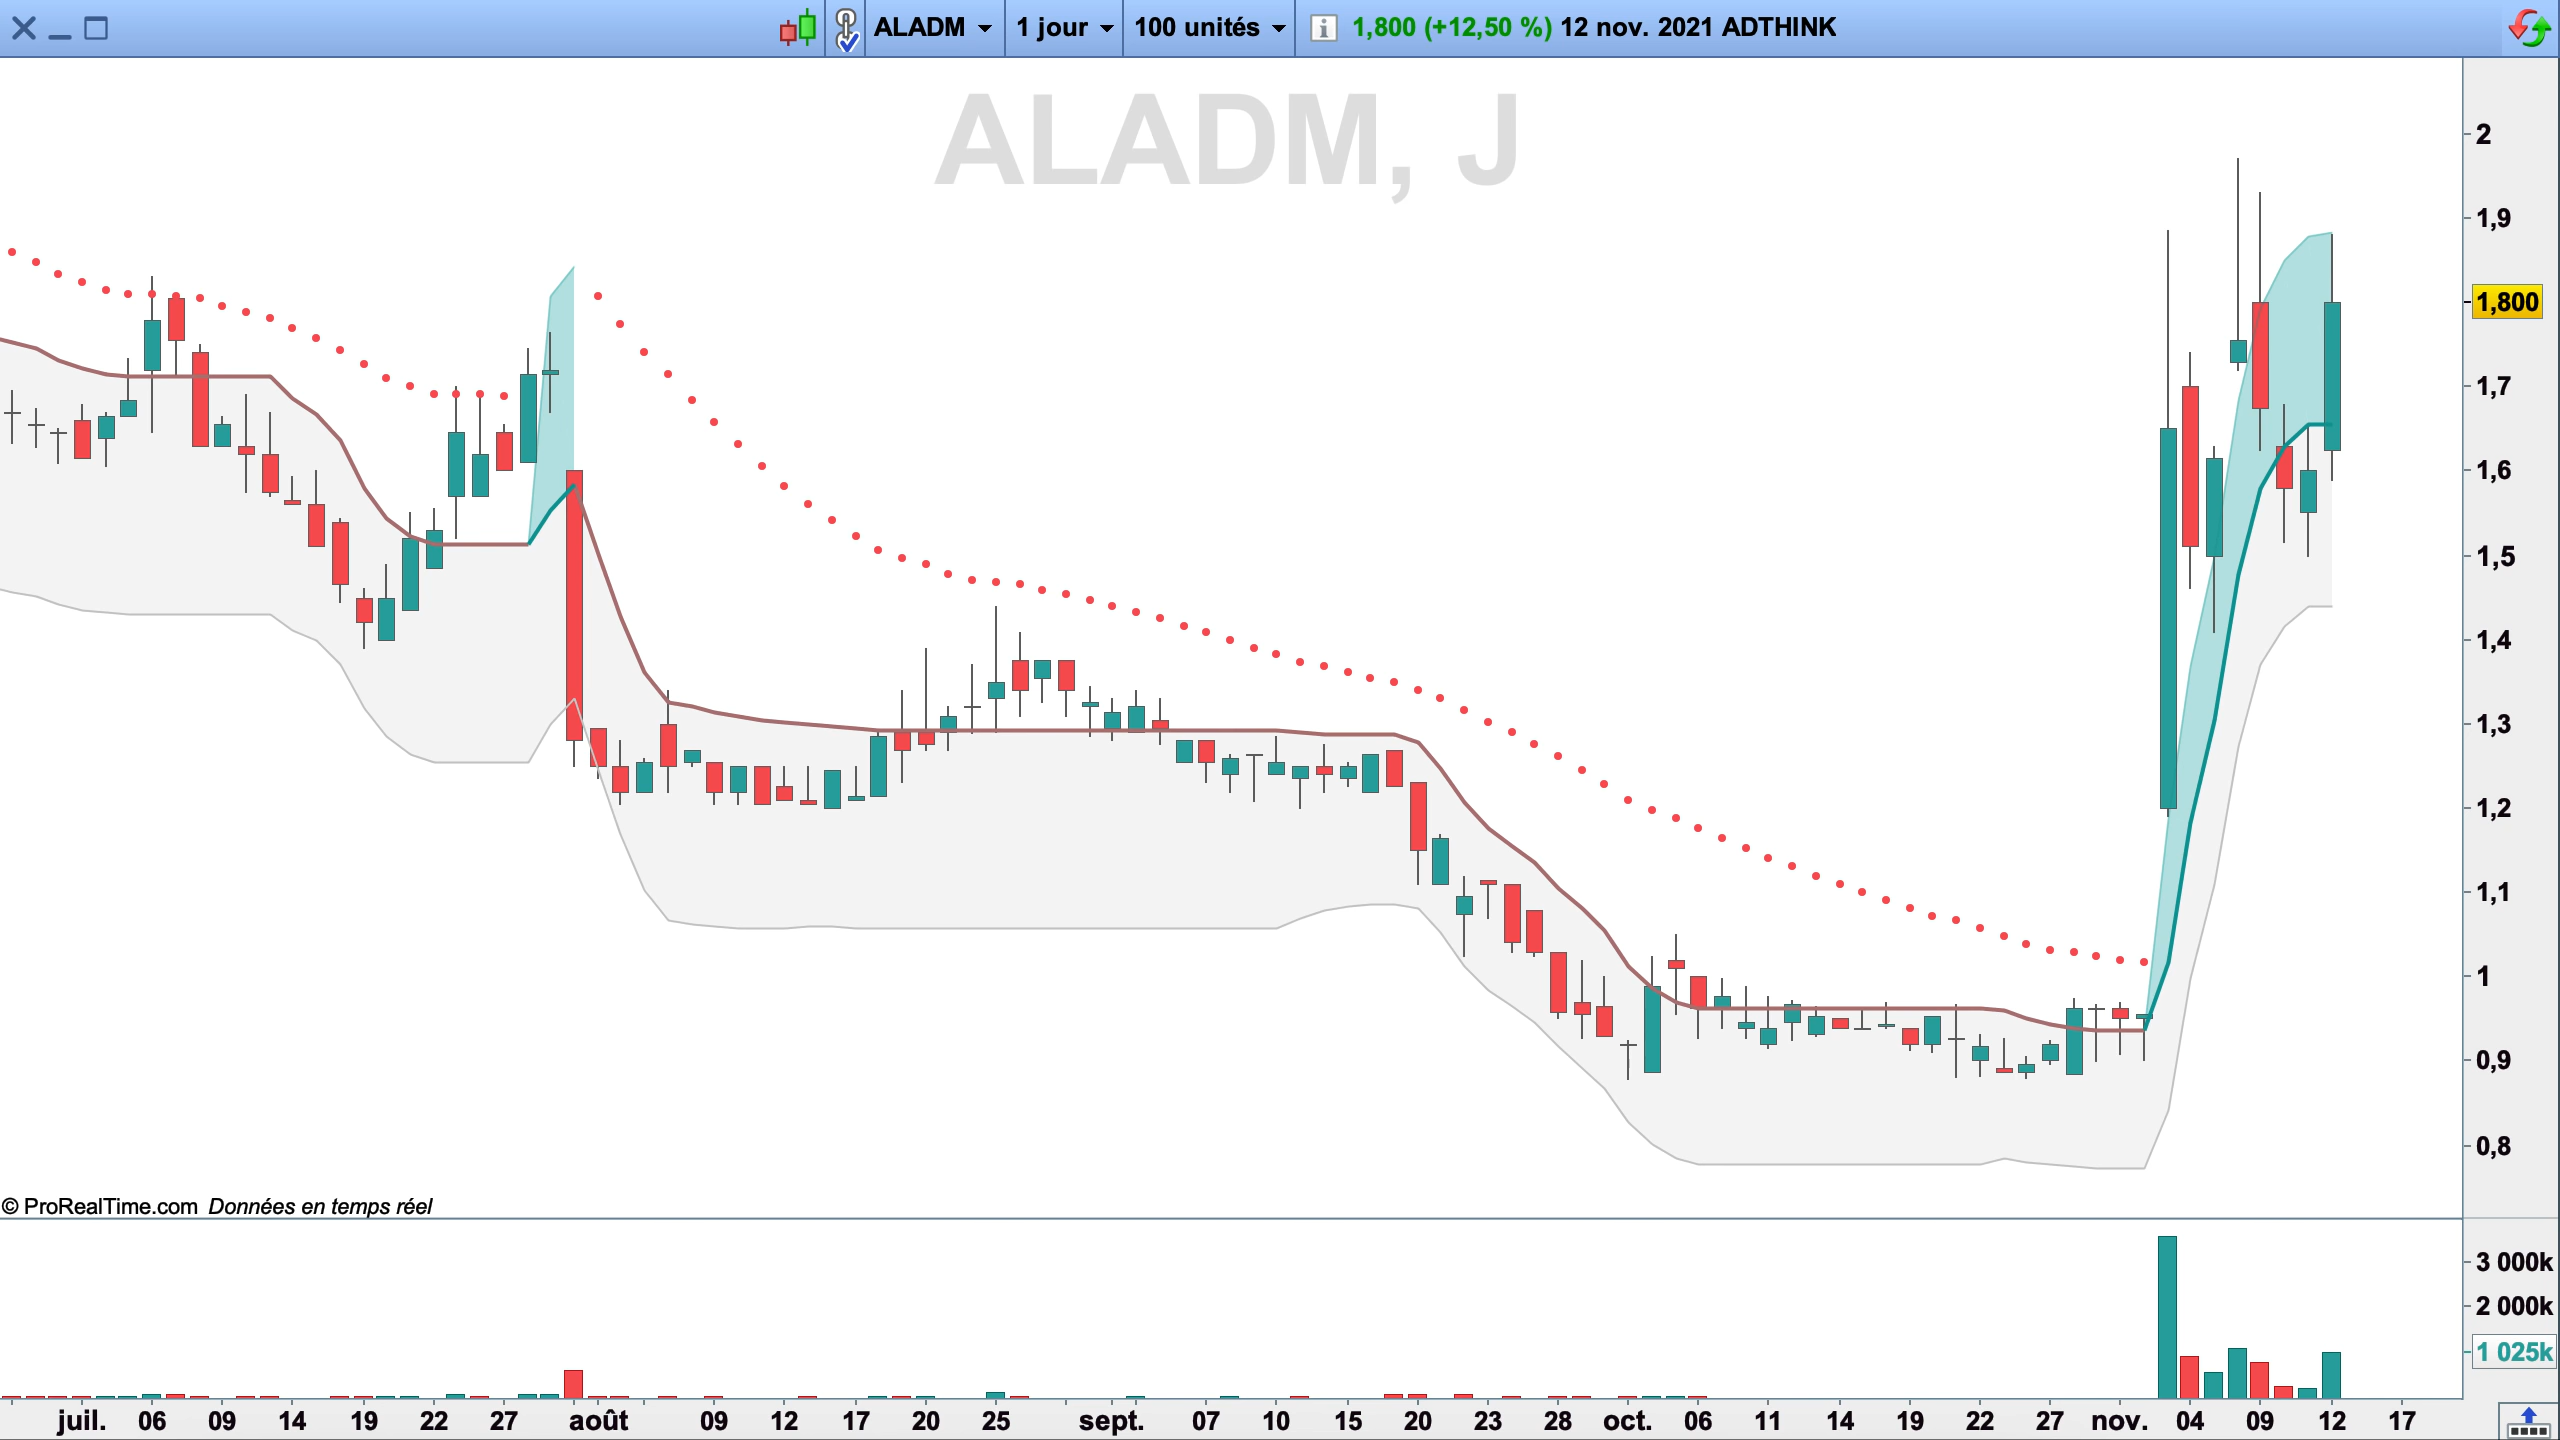 ALADM 1 jour 100 unités i 1,800 (+12,50 %) 12 nov. 2021 ADTHINK
ALADM, J
2
1,9
1,800
1,7
1,6
1,5
1,4
1,3
1,2
1,1
1
0,9
0,8
© ProRealTime.com Données en temps réel
3 000k
2 000k
1 025k
juil. 06 09 14 19 22 27 août 09 12 17 20 25 sept. 07 10 15 20 23 28 oct. 06 11 14 19 22 27 nov. 04 09 12 17